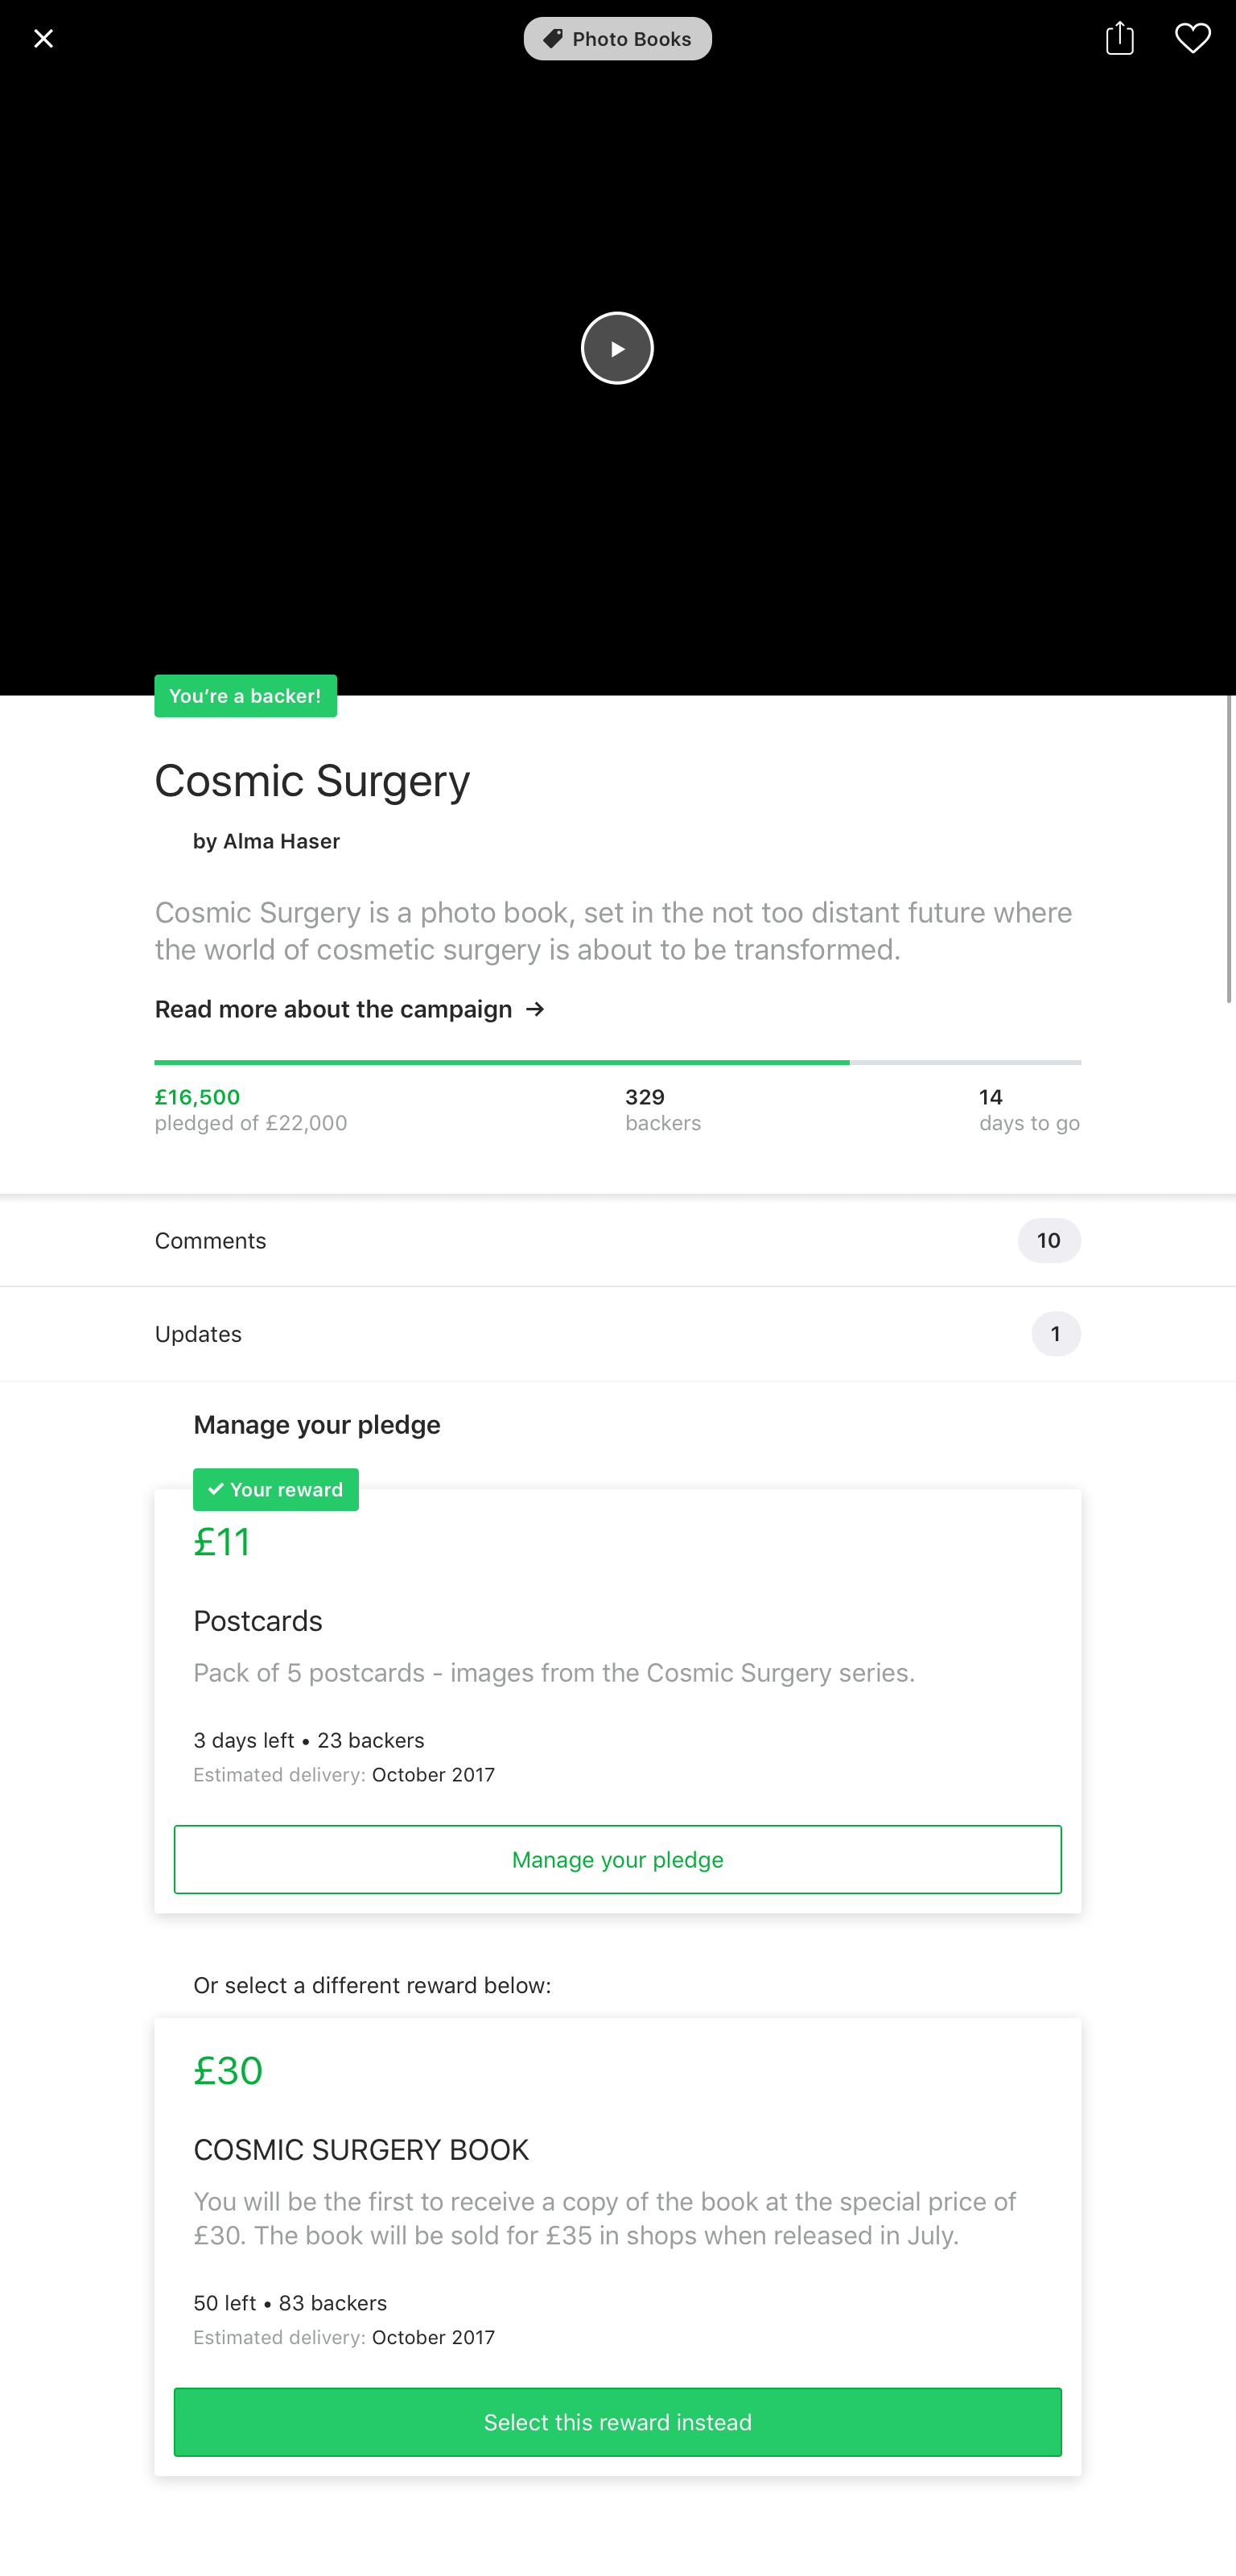 Photo Books
You’re a backer!
Cosmic Surgery
by Alma Haser
Cosmic Surgery is a photo book, set in the not too distant future where
the world of cosmetic surgery is about to be transformed.
Read more about the campaign →
£16,500
pledged of £22,000
329
backers
14
days to go
Comments
10
Updates
1
Manage your pledge
✓ Your reward
£11
Postcards
Pack of 5 postcards - images from the Cosmic Surgery series.
3 days left • 23 backers
Estimated delivery: October 2017
Manage your pledge
Or select a different reward below:
£30
COSMIC SURGERY BOOK
You will be the first to receive a copy of the book at the special price of
£30. The book will be sold for £35 in shops when released in July.
50 left • 83 backers
Estimated delivery: October 2017
Select this reward instead